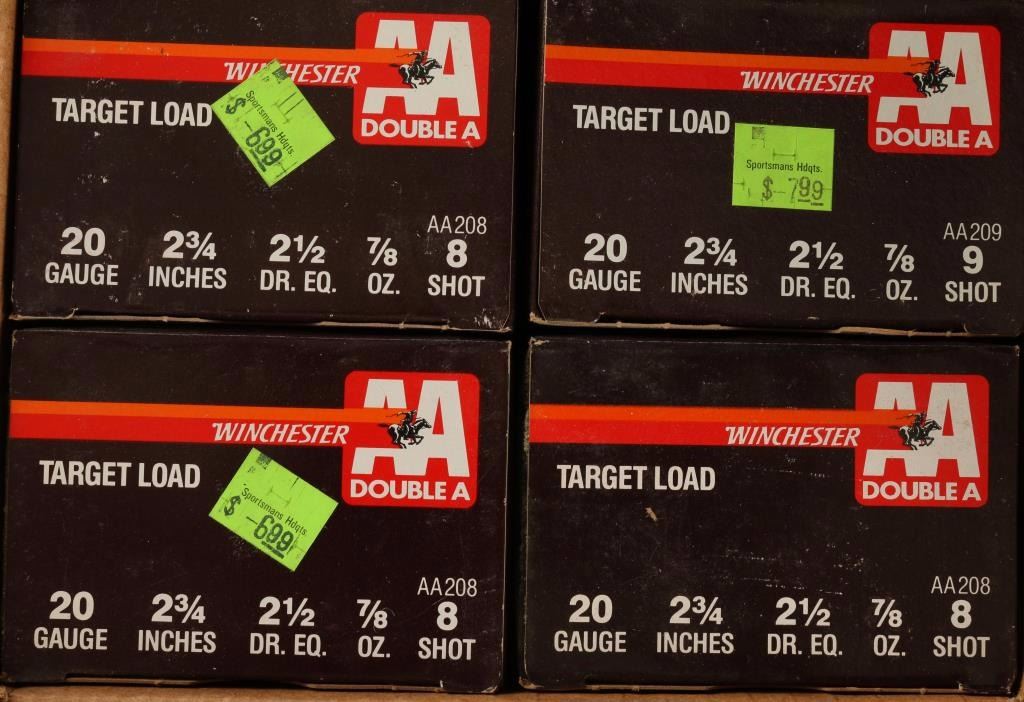 WINCHESTER
AA
DOUBLE A
TARGET LOAD
Sportsmans Hdqts.
$ -6.99
AA208
20 2¾ 2½ ⅞ 8
GAUGE INCHES DR. EQ. OZ. SHOT
WINCHESTER
AA
DOUBLE A
TARGET LOAD
Sportsmans Hdqts.
$ -7.99
AA209
20 2¾ 2½ ⅞ 9
GAUGE INCHES DR. EQ. OZ. SHOT
WINCHESTER
AA
DOUBLE A
TARGET LOAD
Sportsmans Hdqts.
$ -6.99
AA208
20 2¾ 2½ ⅞ 8
GAUGE INCHES DR. EQ. OZ. SHOT
WINCHESTER
AA
DOUBLE A
TARGET LOAD
AA208
20 2¾ 2½ ⅞ 8
GAUGE INCHES DR. EQ. OZ. SHOT